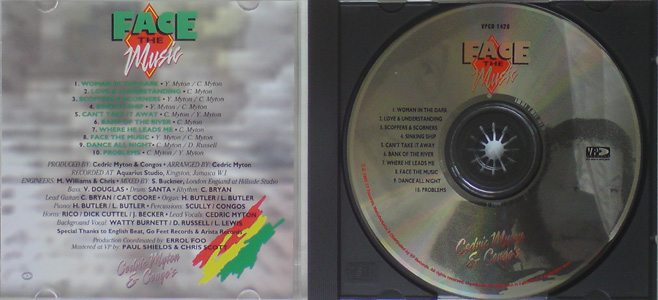 FACE
THE
Music
1. WOMAN IN THE DARK • Y. Myton / C. Myton
2. LOVE & UNDERSTANDING • C. Myton
3. SCOFFERS & SCORNERS • Y. Myton / C. Myton
4. SINKING SHIP • Y. Myton / C. Myton
5. CAN'T TAKE IT AWAY • C. Myton / Y. Myton
6. BANK OF THE RIVER • C. Myton
7. WHERE HE LEADS ME • C. Myton
8. FACE THE MUSIC • Y. Myton / C. Myton
9. DANCE ALL NIGHT • C. Myton / D. Russell
10. PROBLEMS • C. Myton / Y. Myton
PRODUCED BY: Cedric Myton & Congos • ARRANGED BY: Cedric Myton
RECORDED AT Aquarius Studio, Kingston, Jamaica W.I.
ENGINEERS: M. Williams & Chris • MIXED BY S. Buckner, London England at Hillside Studio
Bass: V. DOUGLAS • Drum: SANTA • Rhythm: C. BRYAN
Lead Guitar: C. BRYAN / CAT COORE • Organ: H. BUTLER / L. BUTLER
Piano: H. BUTLER / L. BUTLER • Percussions: SCULLY / CONGOS
Horns: RICO / DICK CUTTEL / J. BECKER • Lead Vocals: CEDRIC MYTON
Background Vocal: WATTY BURNETT / D. RUSSELL / L. LEWIS
Special Thanks to English Beat, Go Feet Records & Arista Records
Production Coordinated by: ERROL FOO
Mastered at VP by: PAUL SHIELDS & CHRIS SCOTT
Cedric Myton
& Congo's
VPCD 1428
FACE
THE
Music
1. WOMAN IN THE DARK
2. LOVE & UNDERSTANDING
3. SCOFFERS & SCORNERS
4. SINKING SHIP
5. CAN'T TAKE IT AWAY
6. BANK OF THE RIVER
7. WHERE HE LEADS ME
8. FACE THE MUSIC
9. DANCE ALL NIGHT
10. PROBLEMS
Cedric Myton
& Congo's